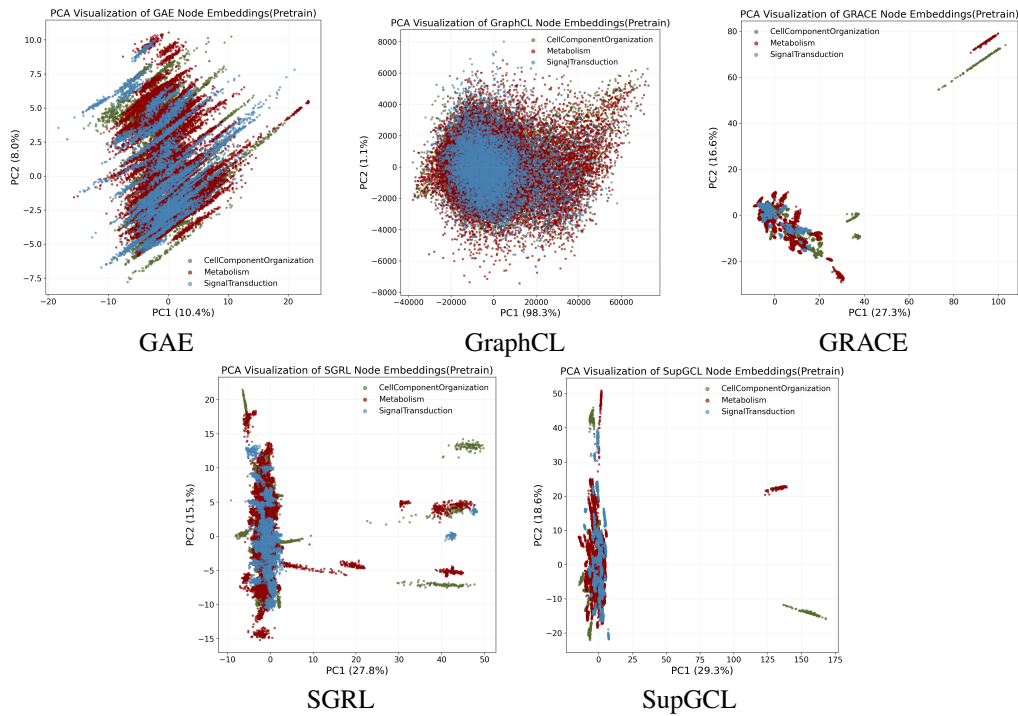 PCA Visualization of GAE Node Embeddings(Pretrain)
10.0
7.5
5.0
2.5
0.0
−2.5
−5.0
−7.5
PC2 (8.0%)
CellComponentOrganization
Metabolism
SignalTransduction
−20
−10
0
10
20
PC1 (10.4%)
GAE
PCA Visualization of GraphCL Node Embeddings(Pretrain)
8000
6000
4000
2000
0
−2000
−4000
−6000
−8000
PC2 (1.1%)
CellComponentOrganization
Metabolism
SignalTransduction
−40000
−20000
0
20000
40000
60000
PC1 (98.3%)
GraphCL
PCA Visualization of GRACE Node Embeddings(Pretrain)
80
60
40
20
0
−20
PC2 (16.6%)
CellComponentOrganization
Metabolism
SignalTransduction
0
20
40
60
80
100
PC1 (27.3%)
GRACE
PCA Visualization of SGRL Node Embeddings(Pretrain)
20
15
10
5
0
−5
−10
−15
PC2 (15.1%)
CellComponentOrganization
Metabolism
SignalTransduction
−10
0
10
20
30
40
50
PC1 (27.8%)
SGRL
PCA Visualization of SupGCL Node Embeddings(Pretrain)
50
40
30
20
10
0
−10
−20
PC2 (18.6%)
CellComponentOrganization
Metabolism
SignalTransduction
−25
0
25
50
75
100
125
150
175
PC1 (29.3%)
SupGCL